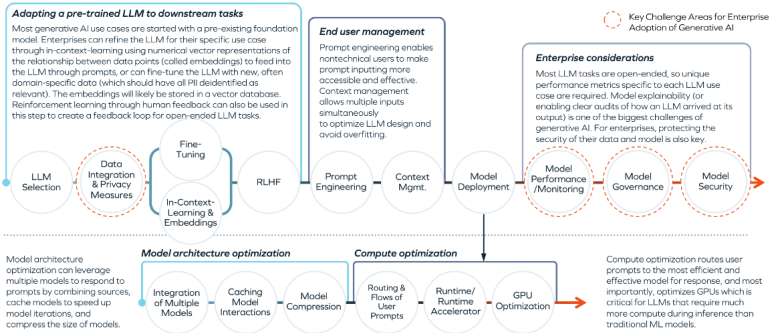 Adapting a pre-trained LLM to downstream tasks
Most generative AI use cases are started with a pre-existing foundation
model. Enterprises can refine the LLM for their specific use case
through in-context-learning using numerical vector representations of
the relationship between data points (called embeddings) to feed into
the LLM through prompts, or can fine-tune the LLM with new, often
domain-specific data (which should have all PII deidentified as
relevant). The embeddings will likely be stored in a vector database.
Reinforcement learning through human feedback can also be used in
this step to create a feedback loop for open-ended LLM tasks.
End user management
Prompt engineering enables
nontechnical users to make
prompt inputting more
accessible and effective.
Context management
allows multiple inputs
simultaneously
to optimize LLM design and
avoid overfitting.
Key Challenge Areas for Enterprise
Adoption of Generative AI
Enterprise considerations
Most LLM tasks are open-ended, so unique
performance metrics specific to each LLM use
case are required. Model explainability (or
enabling clear audits of how an LLM arrived at its
output) is one of the biggest challenges of
generative AI. For enterprises, protecting the
security of their data and model is also key.
LLM
Selection
Data
Integration
& Privacy
Measures
Fine-
Tuning
In-Context-
Learning &
Embeddings
RLHF
Prompt
Engineering
Context
Mgmt.
Model
Deployment
Model
Performance
/Monitoring
Model
Governance
Model
Security
Model architecture
optimization can leverage
multiple models to respond to
prompts by combining sources,
cache models to speed up
model iterations, and
compress the size of models.
Model architecture optimization
Integration
of Multiple
Models
Caching
Model
Interactions
Model
Compression
Compute optimization
Routing &
Flows of
User
Prompts
Runtime/
Runtime
Accelerator
GPU
Optimization
Compute optimization routes user
prompts to the most efficient and
effective model for response, and most
importantly, optimizes GPUs which is
critical for LLMs that require much
more compute during inference than
traditional ML models.